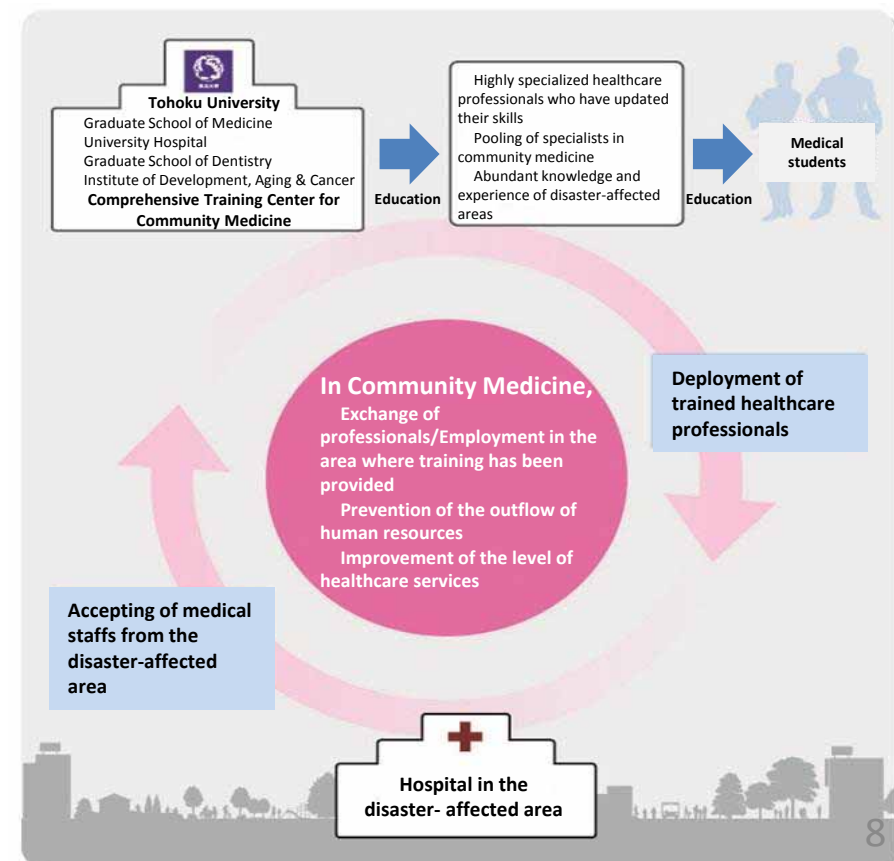 Tohoku University
Graduate School of Medicine
University Hospital
Graduate School of Dentistry
Institute of Development, Aging & Cancer
Comprehensive Training Center for
Community Medicine
Education
Highly specialized healthcare
professionals who have updated
their skills
Pooling of specialists in
community medicine
Abundant knowledge and
experience of disaster-affected
areas
Education
Medical
students
In Community Medicine,
Exchange of
professionals/Employment in the
area where training has been
provided
Prevention of the outflow of
human resources
Improvement of the level of
healthcare services
Deployment of
trained healthcare
professionals
Accepting of medical
staffs from the
disaster-affected
area
Hospital in the
disaster- affected area
8